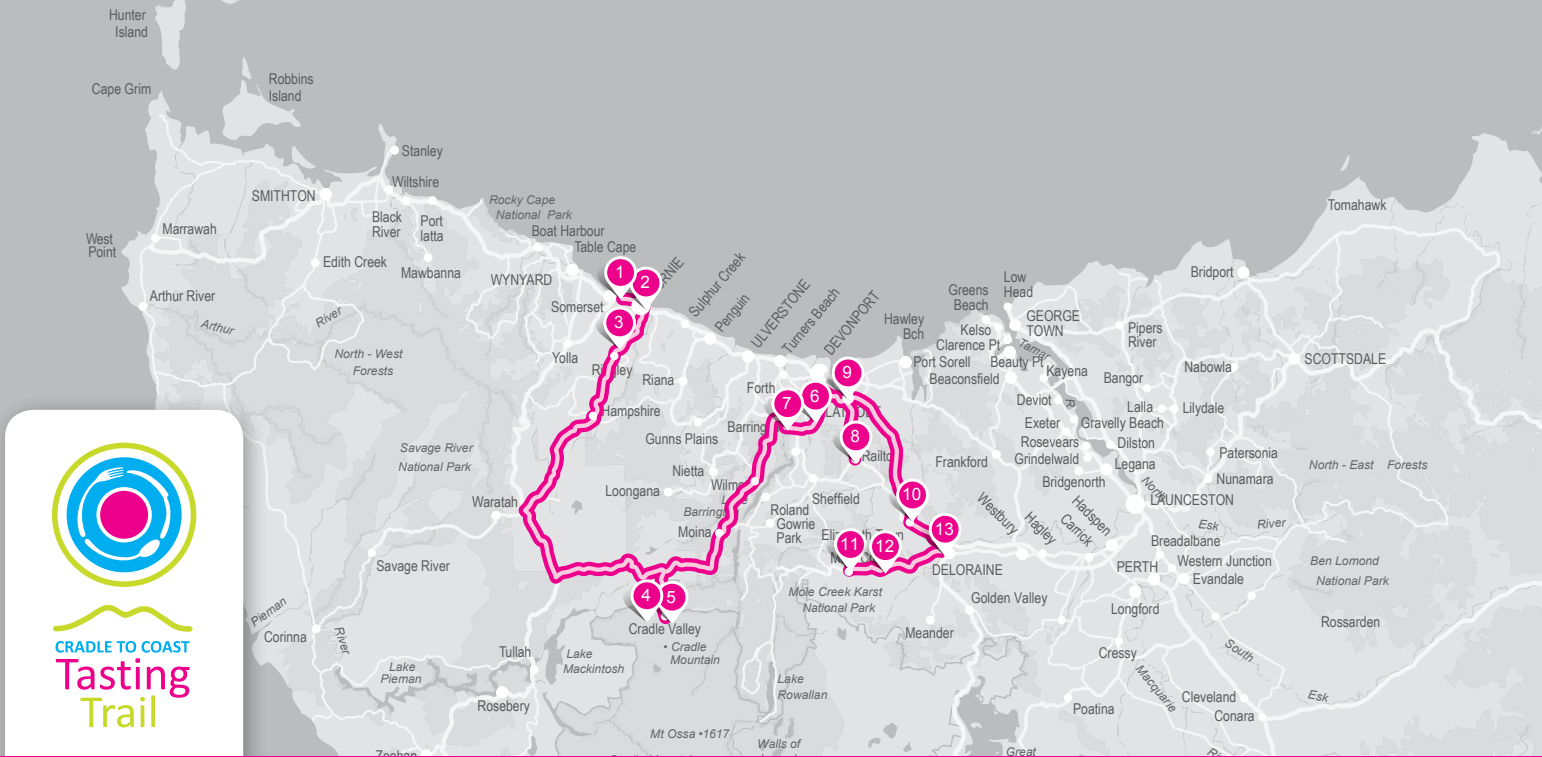 Hunter
Island
Robbins
Island
Cape Grim
Stanley
Wiltshire
SMITHTON
Rocky Cape
National Park
Black
River
Port
latta
Boat Harbour
Table Cape
West
Point
Marrawah
Edith Creek
Mawbanna
WYNYARD
Arthur River
Arthur
River
Somerset
Sulphur Creek
Penguin
ULVERSTONE
Turners Beach
DEVONPORT
Hawley
Bch
Port Sorell
Greens
Beach
Low
Head
GEORGE
TOWN
Kelso
Clarence Pt
Beauty Pt
Beaconsfield
Tamar
R
Kayena
Bridport
Tomahawk
Pipers
River
SCOTTSDALE
Nabowla
Bangor
Lalla
Lilydale
Deviot
Exeter
Gravelly Beach
Rosevears
Dilston
Grindelwald
Legana
Bridgenorth
Patersonia
Nunamara
North - East Forests
North - West
Forests
Yolla
Riana
Forth
Hampshire
Gunns Plains
Nietta
Loongana
Moina
Railto
Frankford
Sheffield
Roland
Gowrie
Park
Savage River
National Park
Waratah
Savage River
Westbury
Hagley
Hadspen
Carrick
LAUNCESTON
North
Esk
River
Breadalbane
Western Junction
Evandale
PERTH
Longford
Ben Lomond
National Park
Rossarden
DELORAINE
Mole Creek Karst
National Park
Golden Valley
Meander
Cradle Valley
• Cradle
Mountain
Pieman
River
Corinna
Tullah
Lake
Mackintosh
Lake
Pieman
Rosebery
Lake
Rowallan
Mt Ossa •1617
Walls of
Cressy
Macquarie
South
Esk
Cleveland
Conara
Poatina
Great
1
2
3
4
5
6
7
8
9
10
11
12
13
CRADLE TO COAST
Tasting
Trail